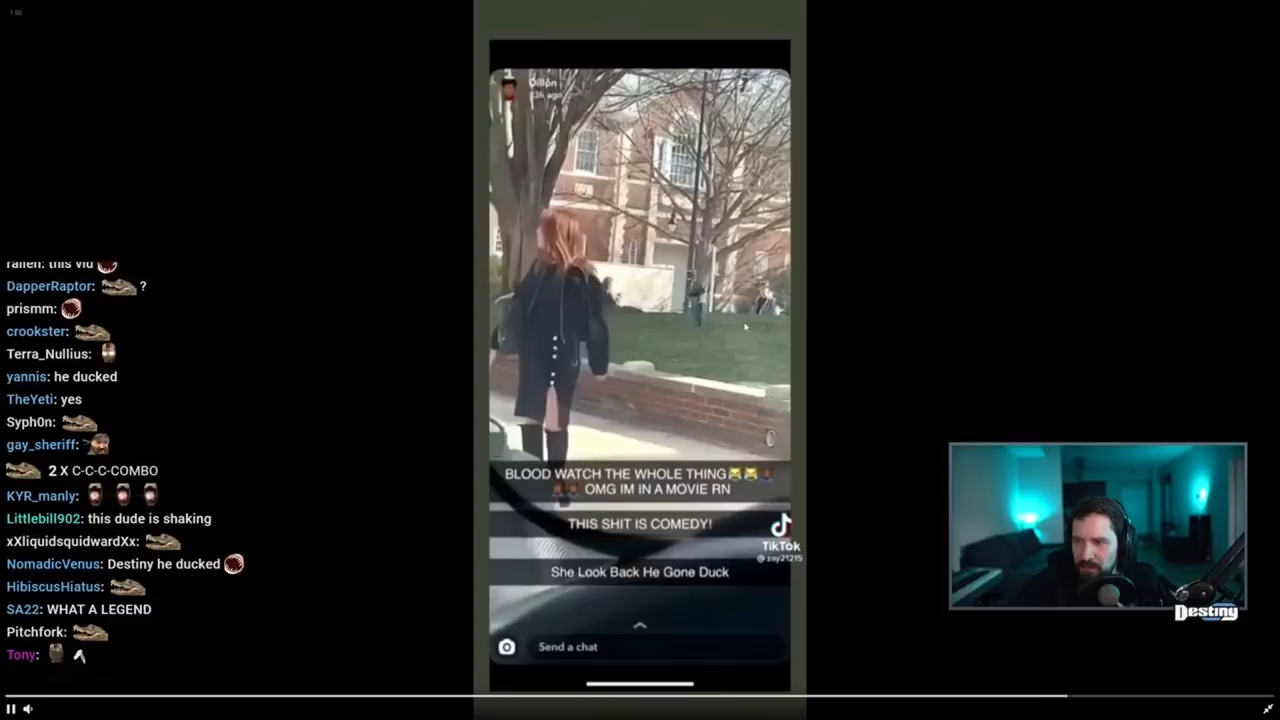 1.00
rallen: this vid
DapperRaptor: ?
prismm:
crookster:
Terra_Nullius:
yannis: he ducked
TheYeti: yes
Syph0n:
gay_sheriff:
2 X C-C-C-COMBO
KYR_manly:
Littlebill902: this dude is shaking
xXliquidsquidwardXx:
NomadicVenus: Destiny he ducked
HibiscusHiatus:
SA22: WHAT A LEGEND
Pitchfork:
Tony:
Dillon
BLOOD WATCH THE WHOLE THING
OMG IM IN A MOVIE RN
THIS SHIT IS COMEDY!
TikTok
@zay21215
She Look Back He Gone Duck
Send a chat
Destiny